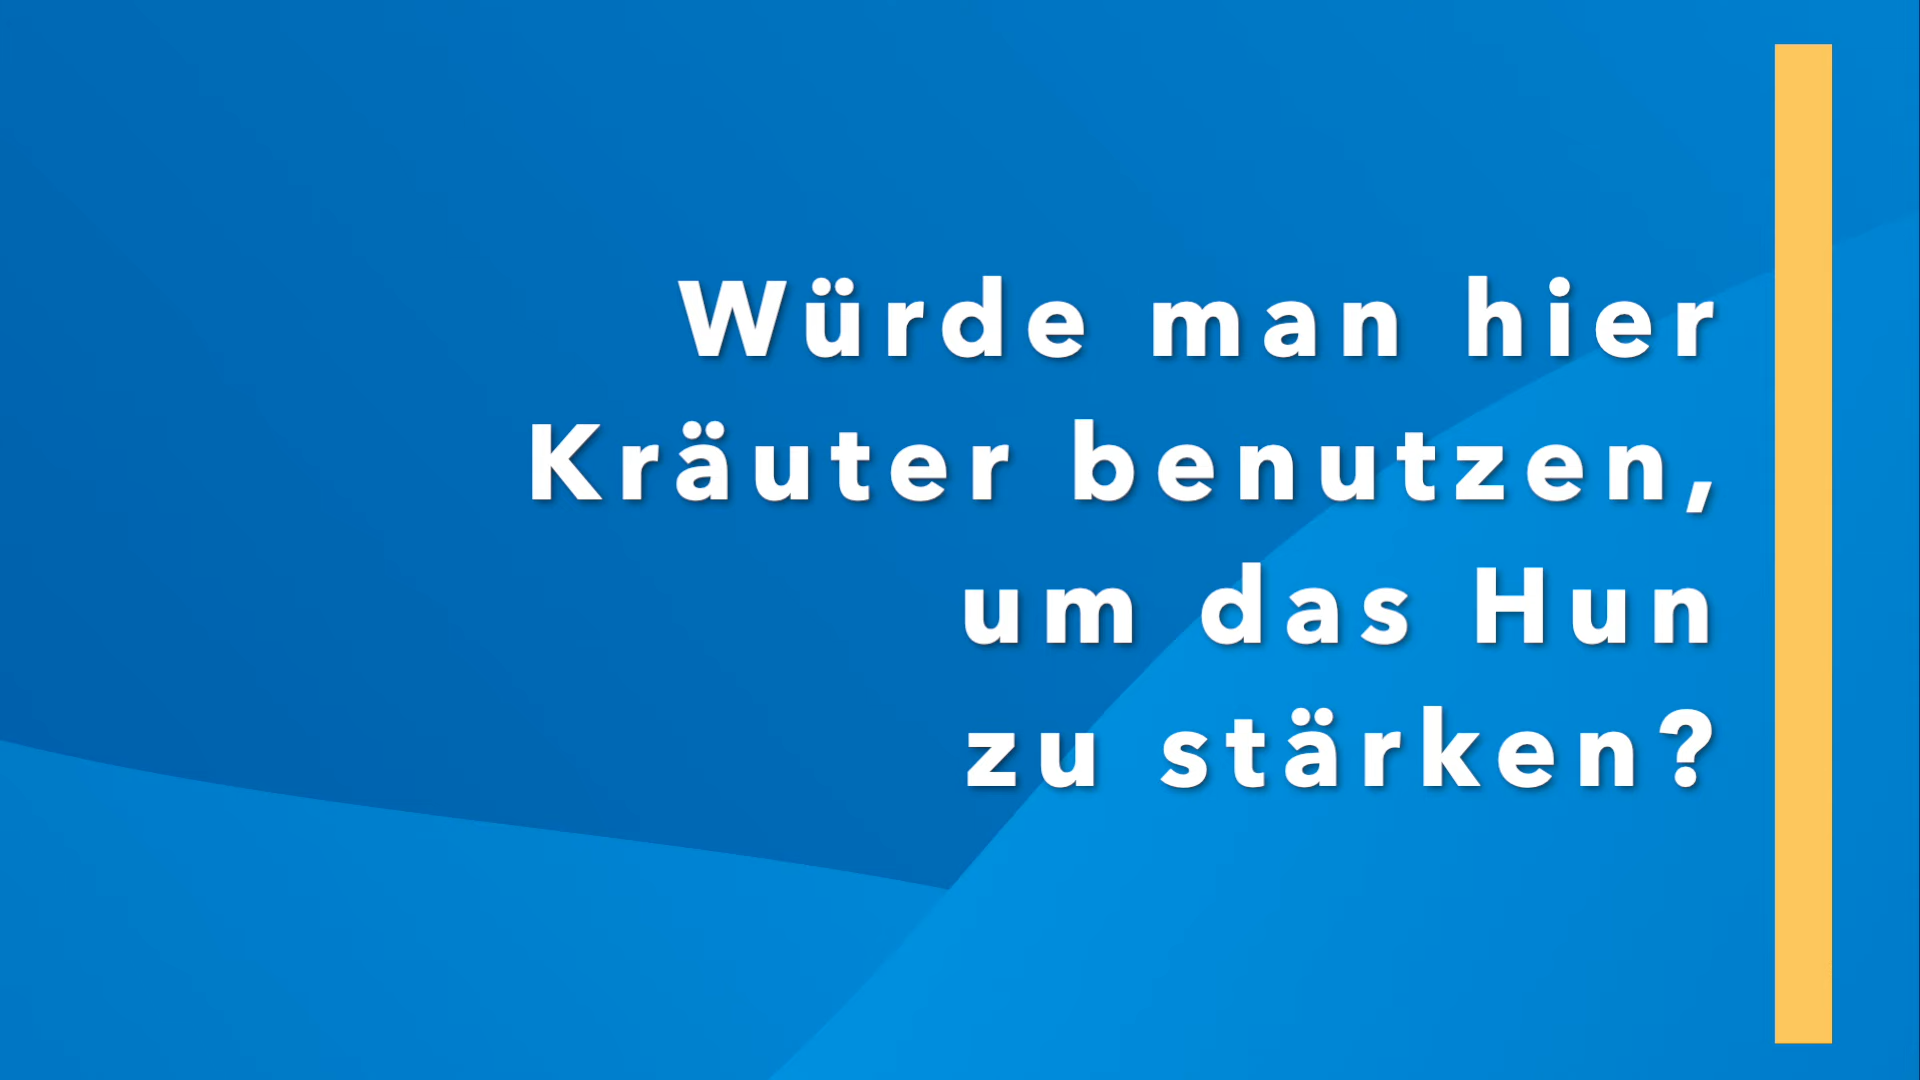 Würde man hier
Kräuter benutzen,
um das Hun
zu stärken?